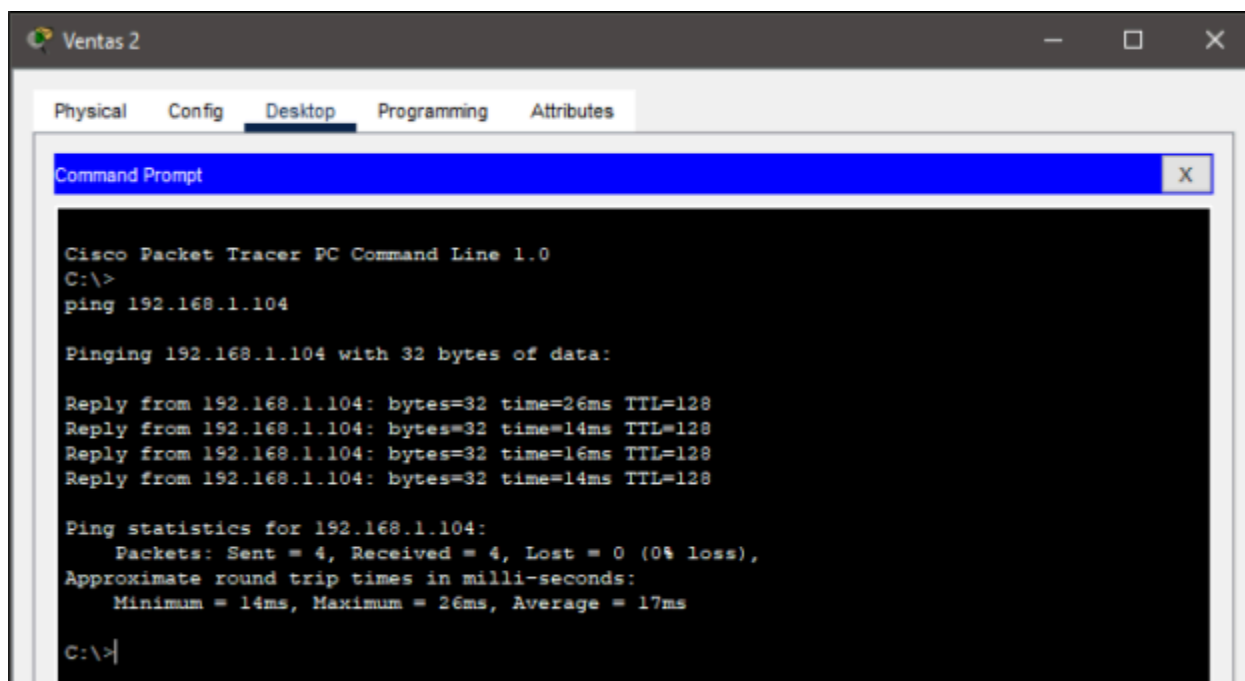 Ventas 2
Physical Config Desktop Programming Attributes
Command Prompt
X
Cisco Packet Tracer PC Command Line 1.0
C:\>
ping 192.168.1.104
Pinging 192.168.1.104 with 32 bytes of data:
Reply from 192.168.1.104: bytes=32 time=26ms TTL=128
Reply from 192.168.1.104: bytes=32 time=14ms TTL=128
Reply from 192.168.1.104: bytes=32 time=16ms TTL=128
Reply from 192.168.1.104: bytes=32 time=14ms TTL=128
Ping statistics for 192.168.1.104:
Packets: Sent = 4, Received = 4, Lost = 0 (0% loss),
Approximate round trip times in milli-seconds:
Minimum = 14ms, Maximum = 26ms, Average = 17ms
C:\>